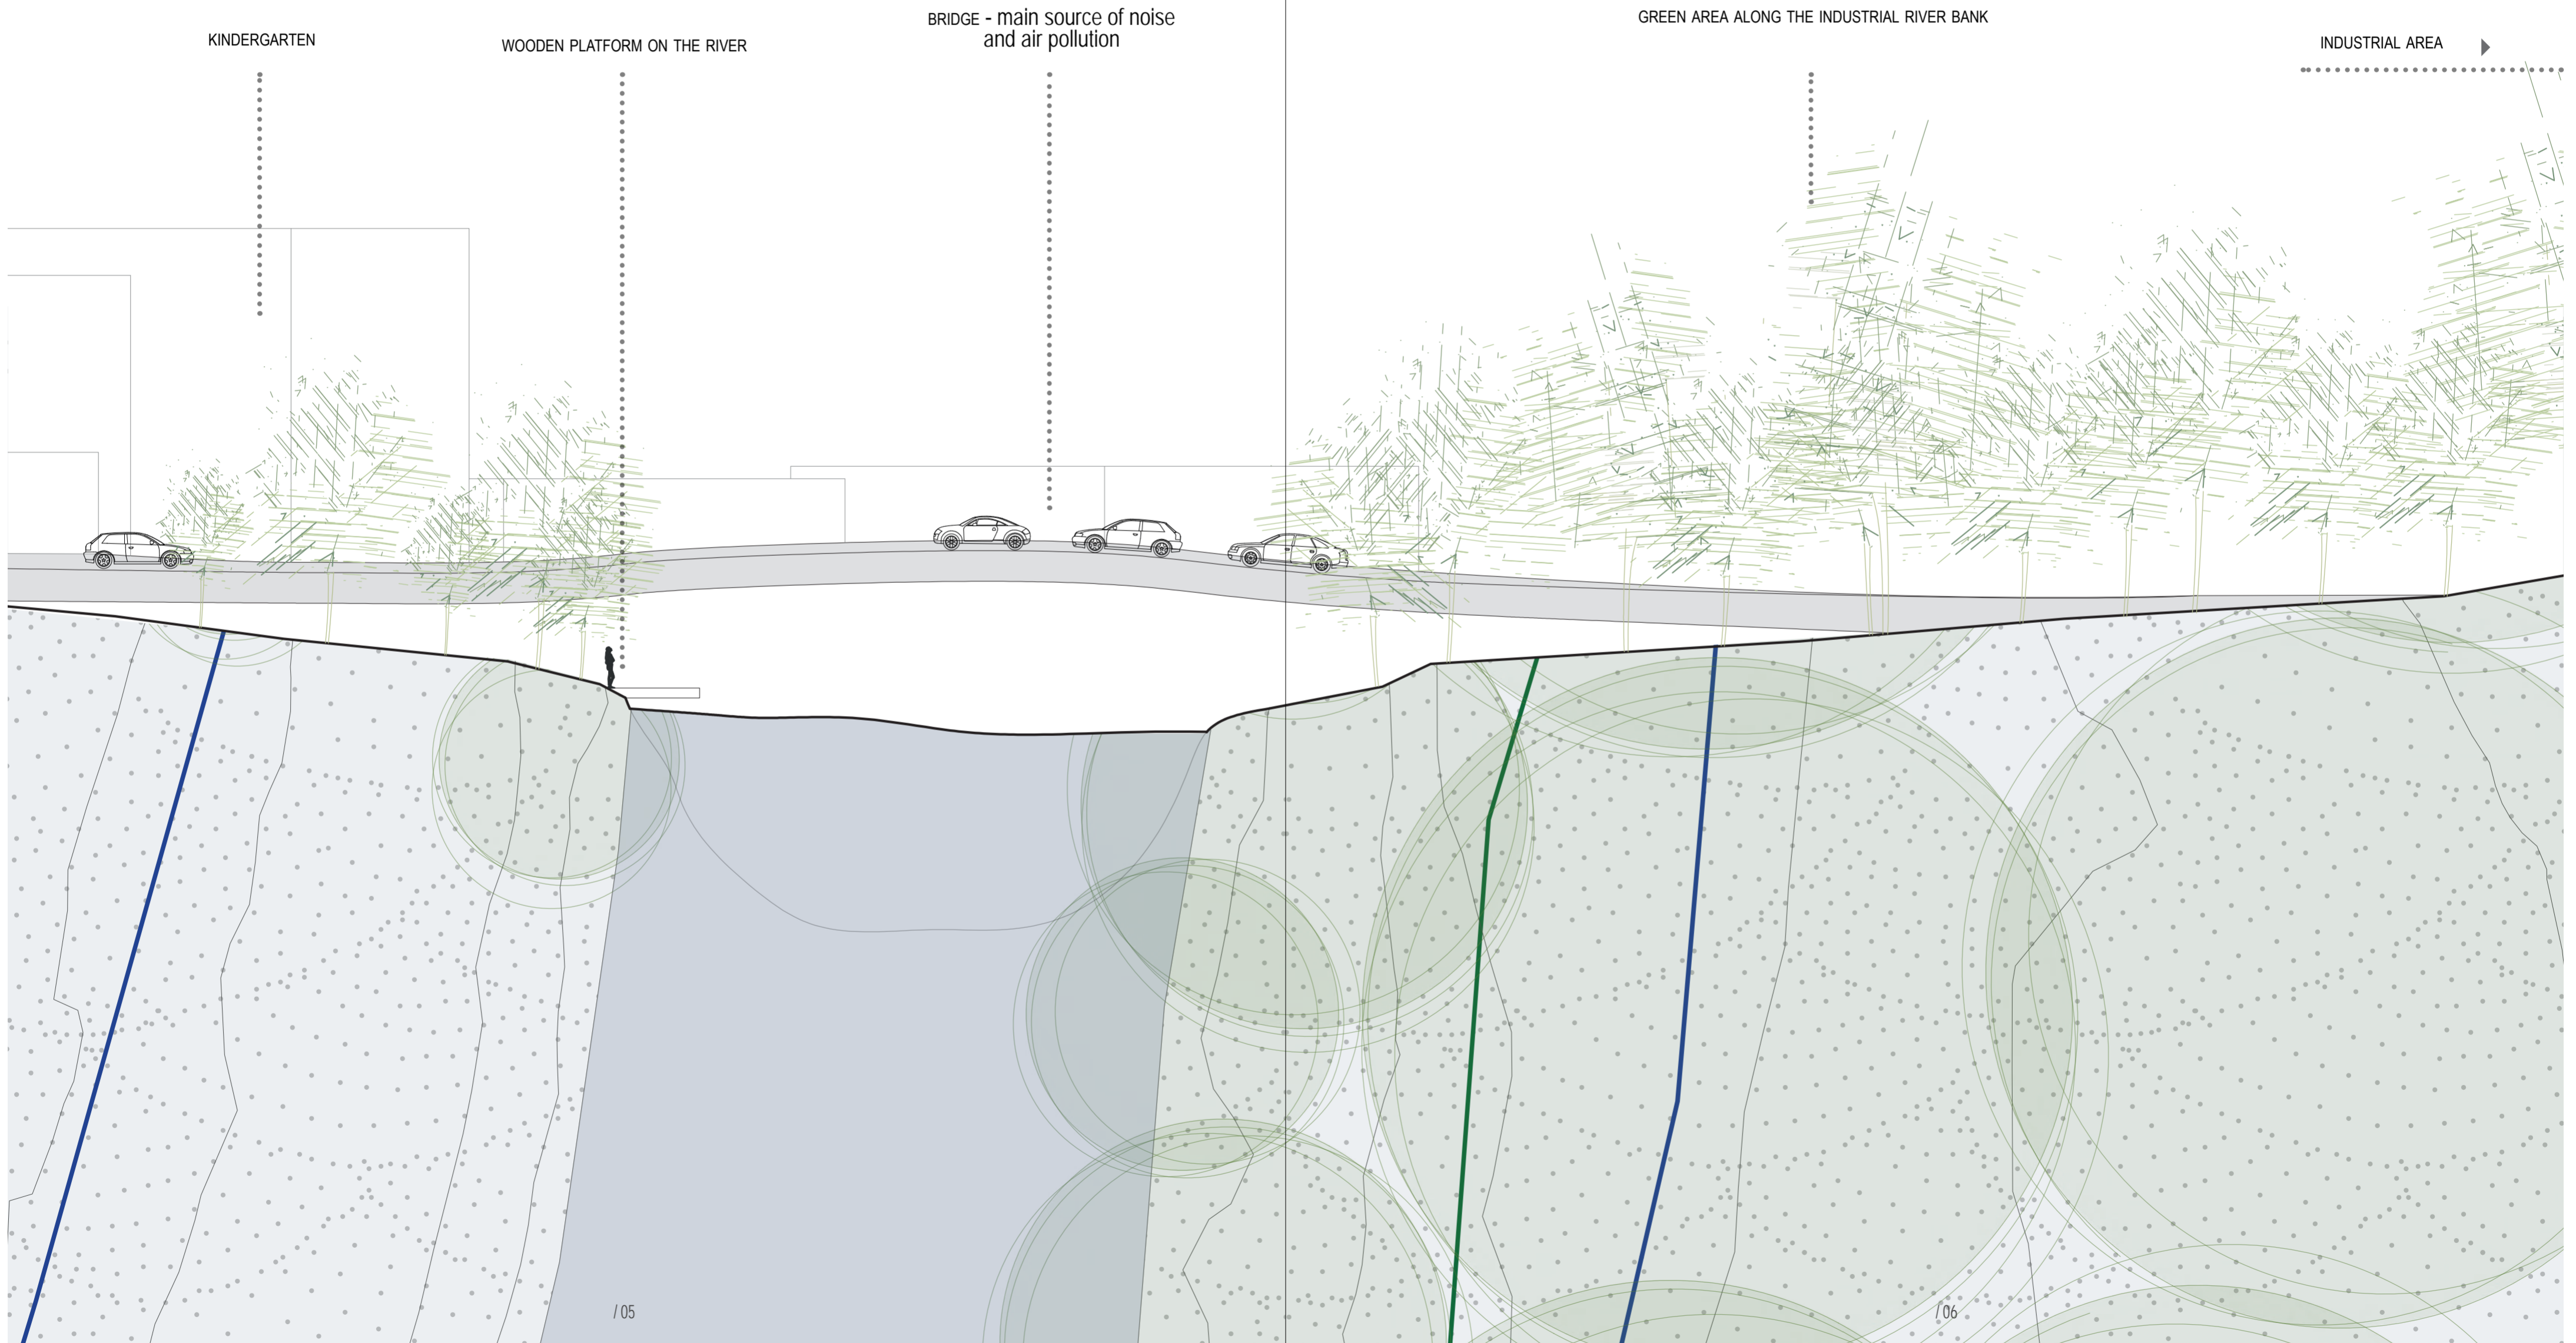 KINDERGARTEN
WOODEN PLATFORM ON THE RIVER
BRIDGE - main source of noise
and air pollution
GREEN AREA ALONG THE INDUSTRIAL RIVER BANK
INDUSTRIAL AREA
/ 05
/ 06